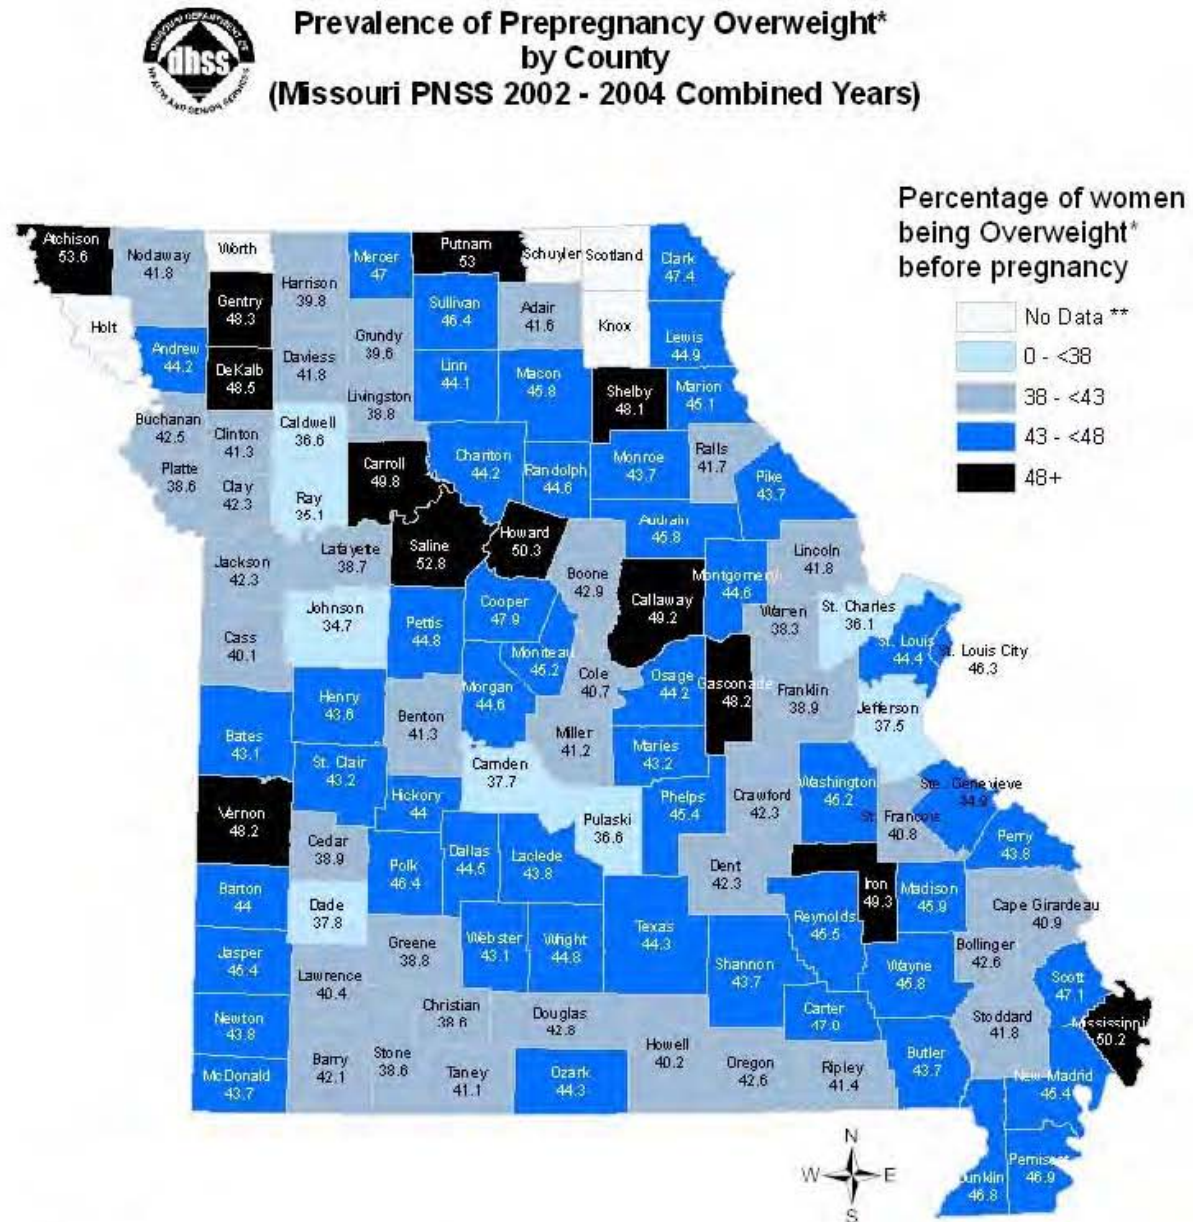 dhss
Prevalence of Prepregnancy Overweight*
by County
(Missouri PNSS 2002 - 2004 Combined Years)
Percentage of women
being Overweight*
before pregnancy
No Data **
0 - <38
38 - <43
43 - <48
48+
Atchison
53.6
Nodaway
41.8
Worth
Harrison
39.8
Mercer
47
Putnam
53
Schuyler
Scotland
Clark
47.4
Holt
Gentry
48.3
Sullivan
46.4
Adair
41.6
Knox
Andrew
44.2
DeKalb
48.5
Daviess
41.8
Grundy
39.6
Linn
44.1
Macon
45.8
Lewis
44.9
Shelby
48.1
Marion
45.1
Livingston
38.8
Buchanan
42.5
Clinton
41.3
Caldwell
36.6
Carroll
49.8
Chariton
44.2
Randolph
44.6
Monroe
43.7
Ralls
41.7
Pike
43.7
Platte
38.6
Clay
42.3
Ray
35.1
Audrain
45.8
Jackson
42.3
Lafayette
38.7
Saline
52.8
Howard
50.3
Boone
42.9
Callaway
49.2
Montgomery
44.6
Lincoln
41.8
Warren
38.3
St. Charles
36.1
St. Louis
44.4
St. Louis City
46.3
Johnson
34.7
Cass
40.1
Pettis
44.8
Cooper
47.9
Moniteau
45.2
Morgan
44.6
Cole
40.7
Osage
44.2
Gasconade
48.2
Franklin
38.9
Jefferson
37.5
Henry
43.6
Benton
41.3
Miller
41.2
Bates
43.1
St. Clair
43.2
Camden
37.7
Maries
43.2
Hickory
44
Pulaski
36.6
Phelps
45.4
Crawford
42.3
Washington
45.2
St. Francois
40.8
Ste. Genevieve
34.9
Perry
43.8
Vernon
48.2
Cedar
38.9
Polk
46.4
Dallas
44.5
Laclede
43.8
Dent
42.3
Iron
49.3
Madison
45.9
Cape Girardeau
40.9
Barton
44
Dade
37.8
Greene
38.8
Webster
43.1
Wright
44.8
Texas
44.3
Reynolds
45.5
Bollinger
42.6
Jasper
45.4
Lawrence
40.4
Shannon
43.7
Wayne
45.8
Scott
47.1
Newton
43.8
Christian
38.6
Douglas
42.8
Carter
47.0
Stoddard
41.8
Mississippi
50.2
McDonald
43.7
Barry
42.1
Stone
38.6
Taney
41.1
Ozark
44.3
Howell
40.2
Oregon
42.6
Ripley
41.4
Butler
43.7
New Madrid
45.4
Dunklin
46.8
Pemiscot
46.9
N
W
E
S